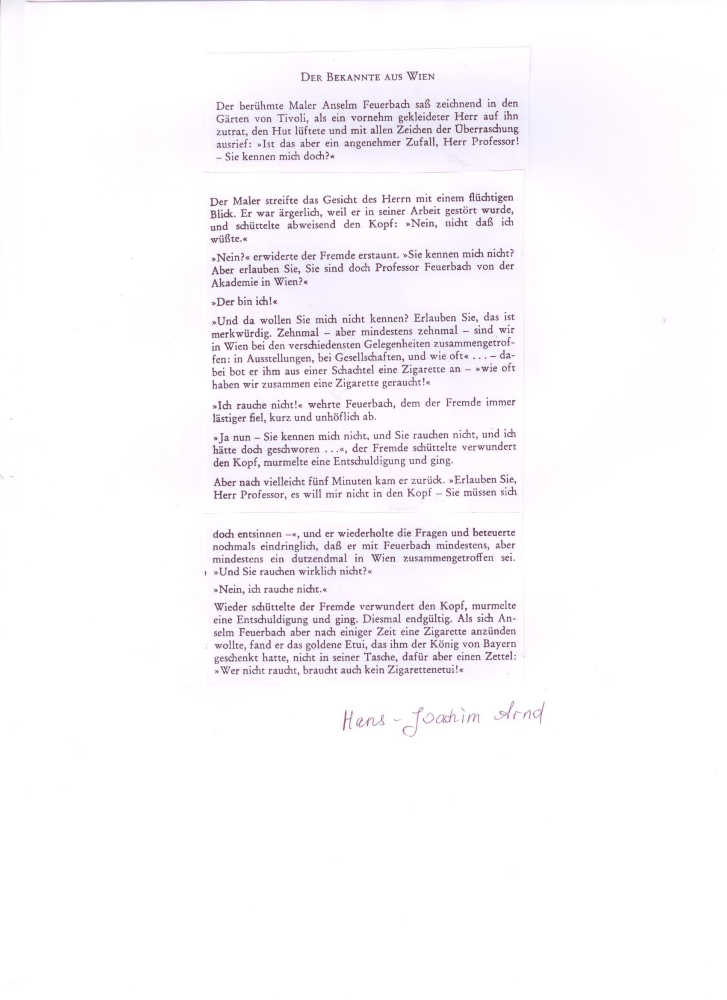 DER BEKANNTE AUS WIEN
Der berühmte Maler Anselm Feuerbach saß zeichnend in den
Gärten von Tivoli, als ein vornehm gekleideter Herr auf ihn
zutrat, den Hut lüftete und mit allen Zeichen der Überraschung
ausrief: »Ist das aber ein angenehmer Zufall, Herr Professor!
– Sie kennen mich doch?«
Der Maler streifte das Gesicht des Herrn mit einem flüchtigen
Blick. Er war ärgerlich, weil er in seiner Arbeit gestört wurde,
und schüttelte abweisend den Kopf: »Nein, nicht daß ich
wüßte.«
»Nein?« erwiderte der Fremde erstaunt. »Sie kennen mich nicht?
Aber erlauben Sie, Sie sind doch Professor Feuerbach von der
Akademie in Wien?«
»Der bin ich!«
»Und da wollen Sie mich nicht kennen? Erlauben Sie, das ist
merkwürdig. Zehnmal – aber mindestens zehnmal – sind wir
in Wien bei den verschiedensten Gelegenheiten zusammengetrof-
fen: in Ausstellungen, bei Gesellschaften, und wie oft« ... – da-
bei bot er ihm aus einer Schachtel eine Zigarette an – »wie oft
haben wir zusammen eine Zigarette geraucht!«
»Ich rauche nicht!« wehrte Feuerbach, dem der Fremde immer
lästiger fiel, kurz und unhöflich ab.
»Ja nun – Sie kennen mich nicht, und Sie rauchen nicht, und ich
hätte doch geschworen ...«, der Fremde schüttelte verwundert
den Kopf, murmelte eine Entschuldigung und ging.
Aber nach vielleicht fünf Minuten kam er zurück. »Erlauben Sie,
Herr Professor, es will mir nicht in den Kopf – Sie müssen sich
doch entsinnen –«, und er wiederholte die Fragen und beteuerte
nochmals eindringlich, daß er mit Feuerbach mindestens, aber
mindestens ein dutzendmal in Wien zusammengetroffen sei.
»Und Sie rauchen wirklich nicht?«
»Nein, ich rauche nicht.«
Wieder schüttelte der Fremde verwundert den Kopf, murmelte
eine Entschuldigung und ging. Diesmal endgültig. Als sich An-
selm Feuerbach aber nach einiger Zeit eine Zigarette anzünden
wollte, fand er das goldene Etui, das ihm der König von Bayern
geschenkt hatte, nicht in seiner Tasche, dafür aber einen Zettel:
»Wer nicht raucht, braucht auch kein Zigarettenetui!«
Hans-Joachim Arnd